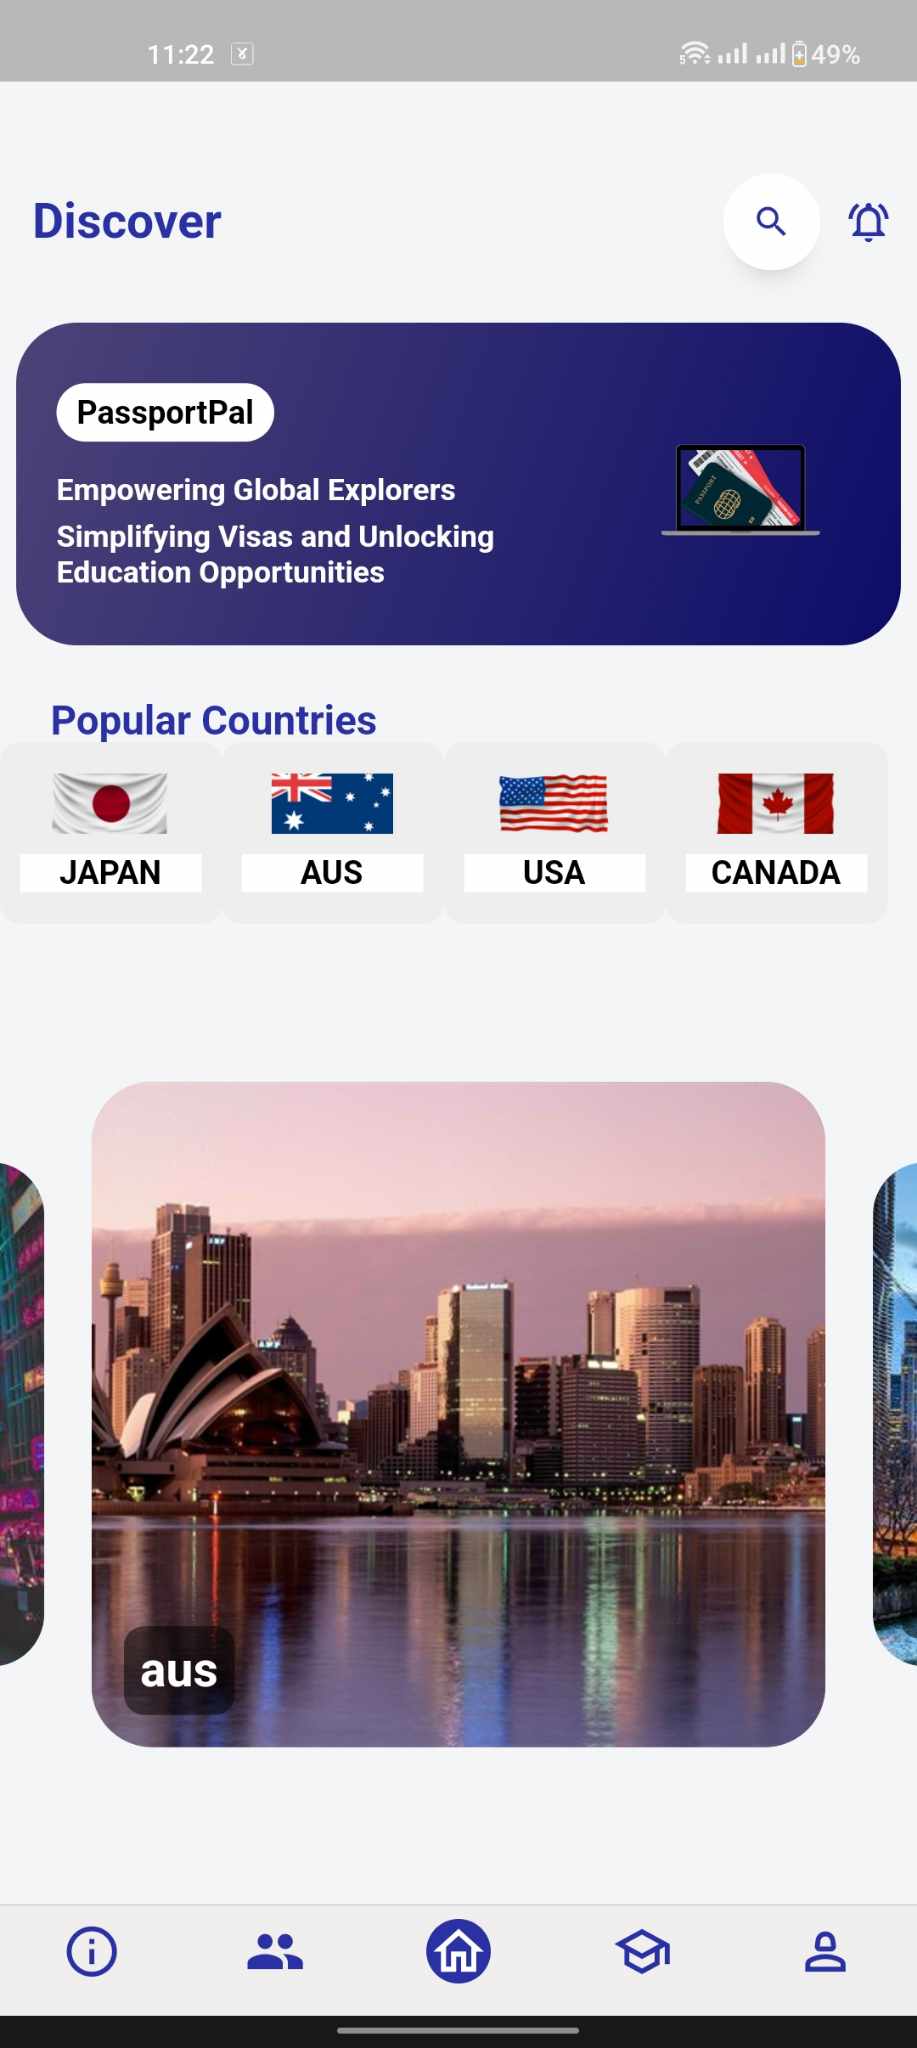 11:22
49%
Discover
PassportPal
Empowering Global Explorers
Simplifying Visas and Unlocking
Education Opportunities
PASSPORT
Popular Countries
JAPAN
AUS
USA
CANADA
aus